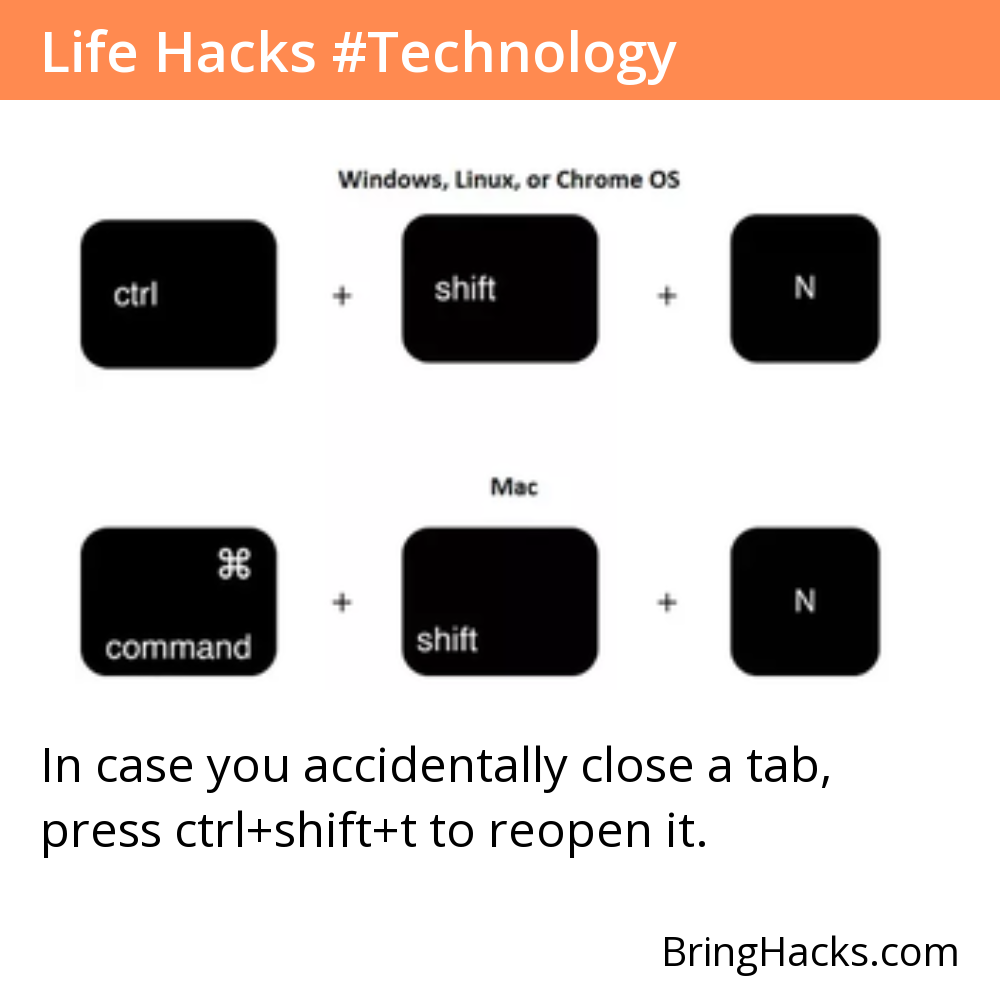 Life Hacks #Technology
Windows, Linux, or Chrome OS
ctrl + shift + N
Mac
⌘
command + shift + N
In case you accidentally close a tab,
press ctrl+shift+t to reopen it.
BringHacks.com